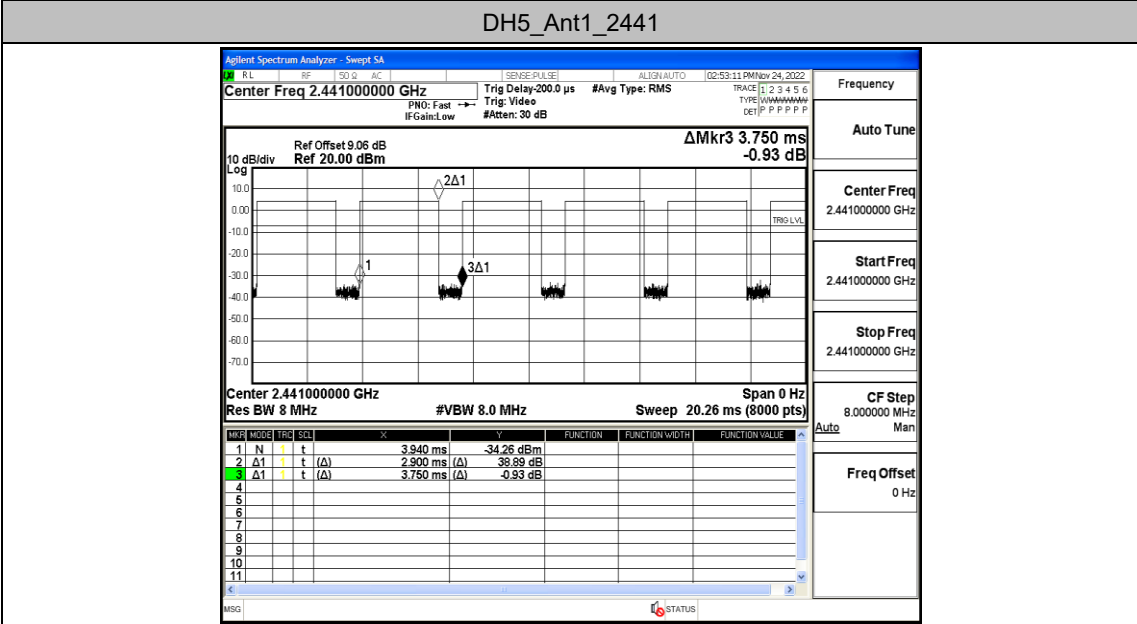 DH5_Ant1_2441
Agilent Spectrum Analyzer - Swept SA
RL RF 50 Ω AC SENSE:PULSE ALIGN AUTO 02:53:11 PM Nov 24, 2022
Center Freq 2.441000000 GHz
PNO: Fast
IFGain:Low
Trig Delay-200.0 µs
Trig: Video
#Atten: 30 dB
#Avg Type: RMS
TRACE 1 2 3 4 5 6
TYPE WWWWWW
DET P P P P P P
ΔMkr3 3.750 ms
-0.93 dB
Ref Offset 9.06 dB
10 dB/div Ref 20.00 dBm
Log
10.0
0.00
-10.0
-20.0
-30.0
-40.0
-50.0
-60.0
-70.0
2Δ1
TRIG LVL
1
3Δ1
Center 2.441000000 GHz Span 0 Hz
Res BW 8 MHz #VBW 8.0 MHz Sweep 20.26 ms (8000 pts)
MKR MODE TRC SCL X Y FUNCTION FUNCTION WIDTH FUNCTION VALUE
1 N 1 t 3.940 ms -34.26 dBm
2 Δ1 1 t (Δ) 2.900 ms (Δ) 38.89 dB
3 Δ1 1 t (Δ) 3.750 ms (Δ) -0.93 dB
4
5
6
7
8
9
10
11
MSG STATUS
Frequency
Auto Tune
Center Freq
2.441000000 GHz
Start Freq
2.441000000 GHz
Stop Freq
2.441000000 GHz
CF Step
8.000000 MHz
Auto Man
Freq Offset
0 Hz